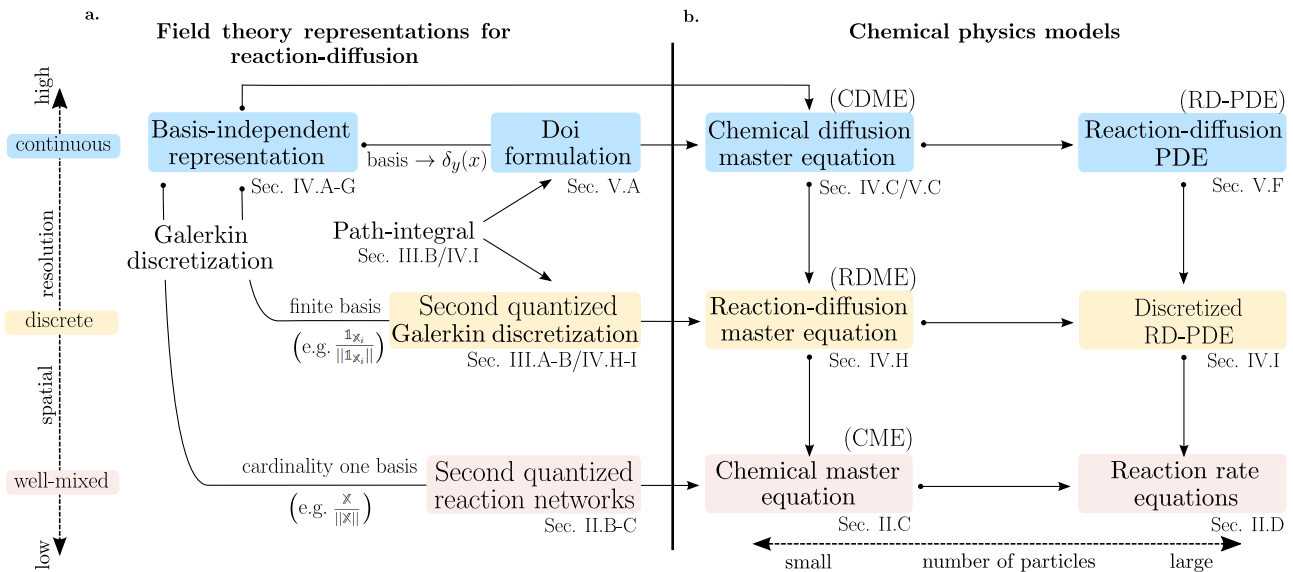 a.
Field theory representations for
reaction-diffusion
b.
Chemical physics models
high
resolution
spatial
low
continuous
discrete
well-mixed
Basis-independent
representation
Sec. IV.A-G
basis → δ_y(x)
Doi
formulation
Sec. V.A
Galerkin
discretization
Path-integral
Sec. III.B/IV.I
finite basis
(e.g. 𝟙_{𝕏_i} / ||𝟙_{𝕏_i}||)
Second quantized
Galerkin discretization
Sec. III.A-B/IV.H-I
cardinality one basis
(e.g. 𝕏 / ||𝕏||)
Second quantized
reaction networks
Sec. II.B-C
(CDME)
Chemical diffusion
master equation
Sec. IV.C/V.C
(RD-PDE)
Reaction-diffusion
PDE
Sec. V.F
(RDME)
Reaction-diffusion
master equation
Sec. IV.H
Discretized
RD-PDE
Sec. IV.I
(CME)
Chemical master
equation
Sec. II.C
Reaction rate
equations
Sec. II.D
small number of particles large